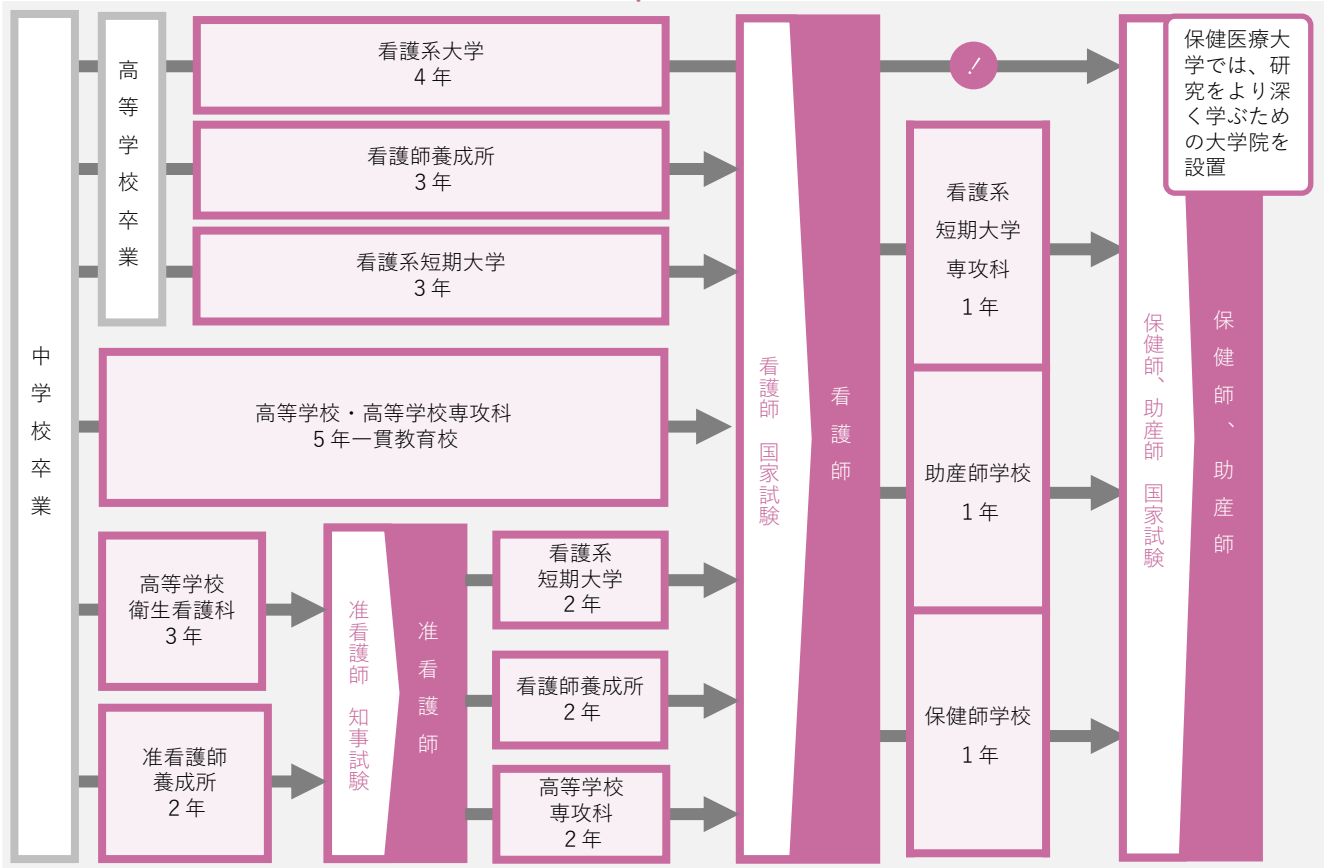 中学校卒業
高等学校卒業
看護系大学
4 年
看護師養成所
3 年
看護系短期大学
3 年
高等学校・高等学校専攻科
5 年一貫教育校
高等学校
衛生看護科
3 年
准看護師
養成所
2 年
准看護師　知事試験
准看護師
看護系
短期大学
2 年
看護師養成所
2 年
高等学校
専攻科
2 年
看護師　国家試験
看護師
!
看護系
短期大学
専攻科
1 年
助産師学校
1 年
保健師学校
1 年
保健師、助産師　国家試験
保健師、助産師
保健医療大
学では、研
究をより深
く学ぶため
の大学院を
設置